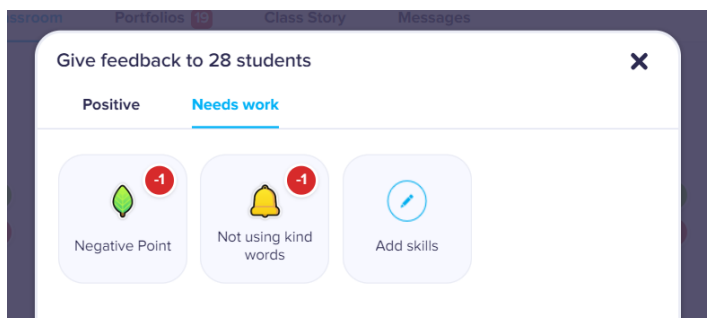 ssroom Portfolios 19 Class Story Messages
Give feedback to 28 students
Positive Needs work
-1 -1
Negative Point Not using kind words Add skills